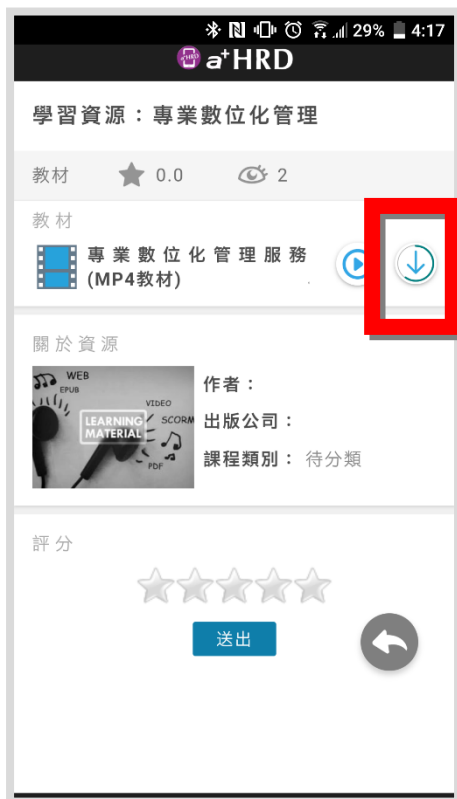 29% 4:17
a⁺HRD
學習資源：專業數位化管理
教材 0.0 2
教材
專業數位化管理服務
(MP4教材)
關於資源
WEB
EPUB
VIDEO
LEARNING
MATERIAL
SCORM
PDF
作者：
出版公司：
課程類別： 待分類
評分
送出